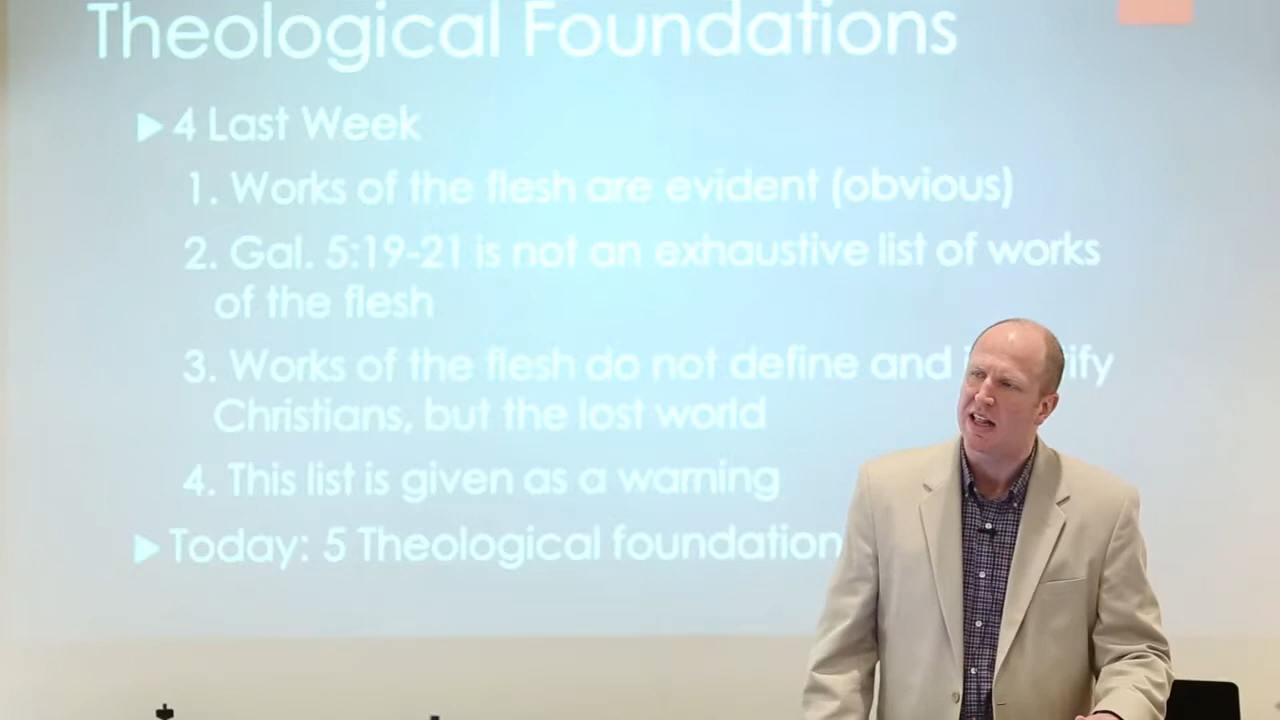 Theological Foundations
4 Last Week
1. Works of the flesh are evident (obvious)
2. Gal. 5:19-21 is not an exhaustive list of works
of the flesh
3. Works of the flesh do not define and
Christians, but the lost world
4. This list is given as a warning
Today: 5 Theological foundation